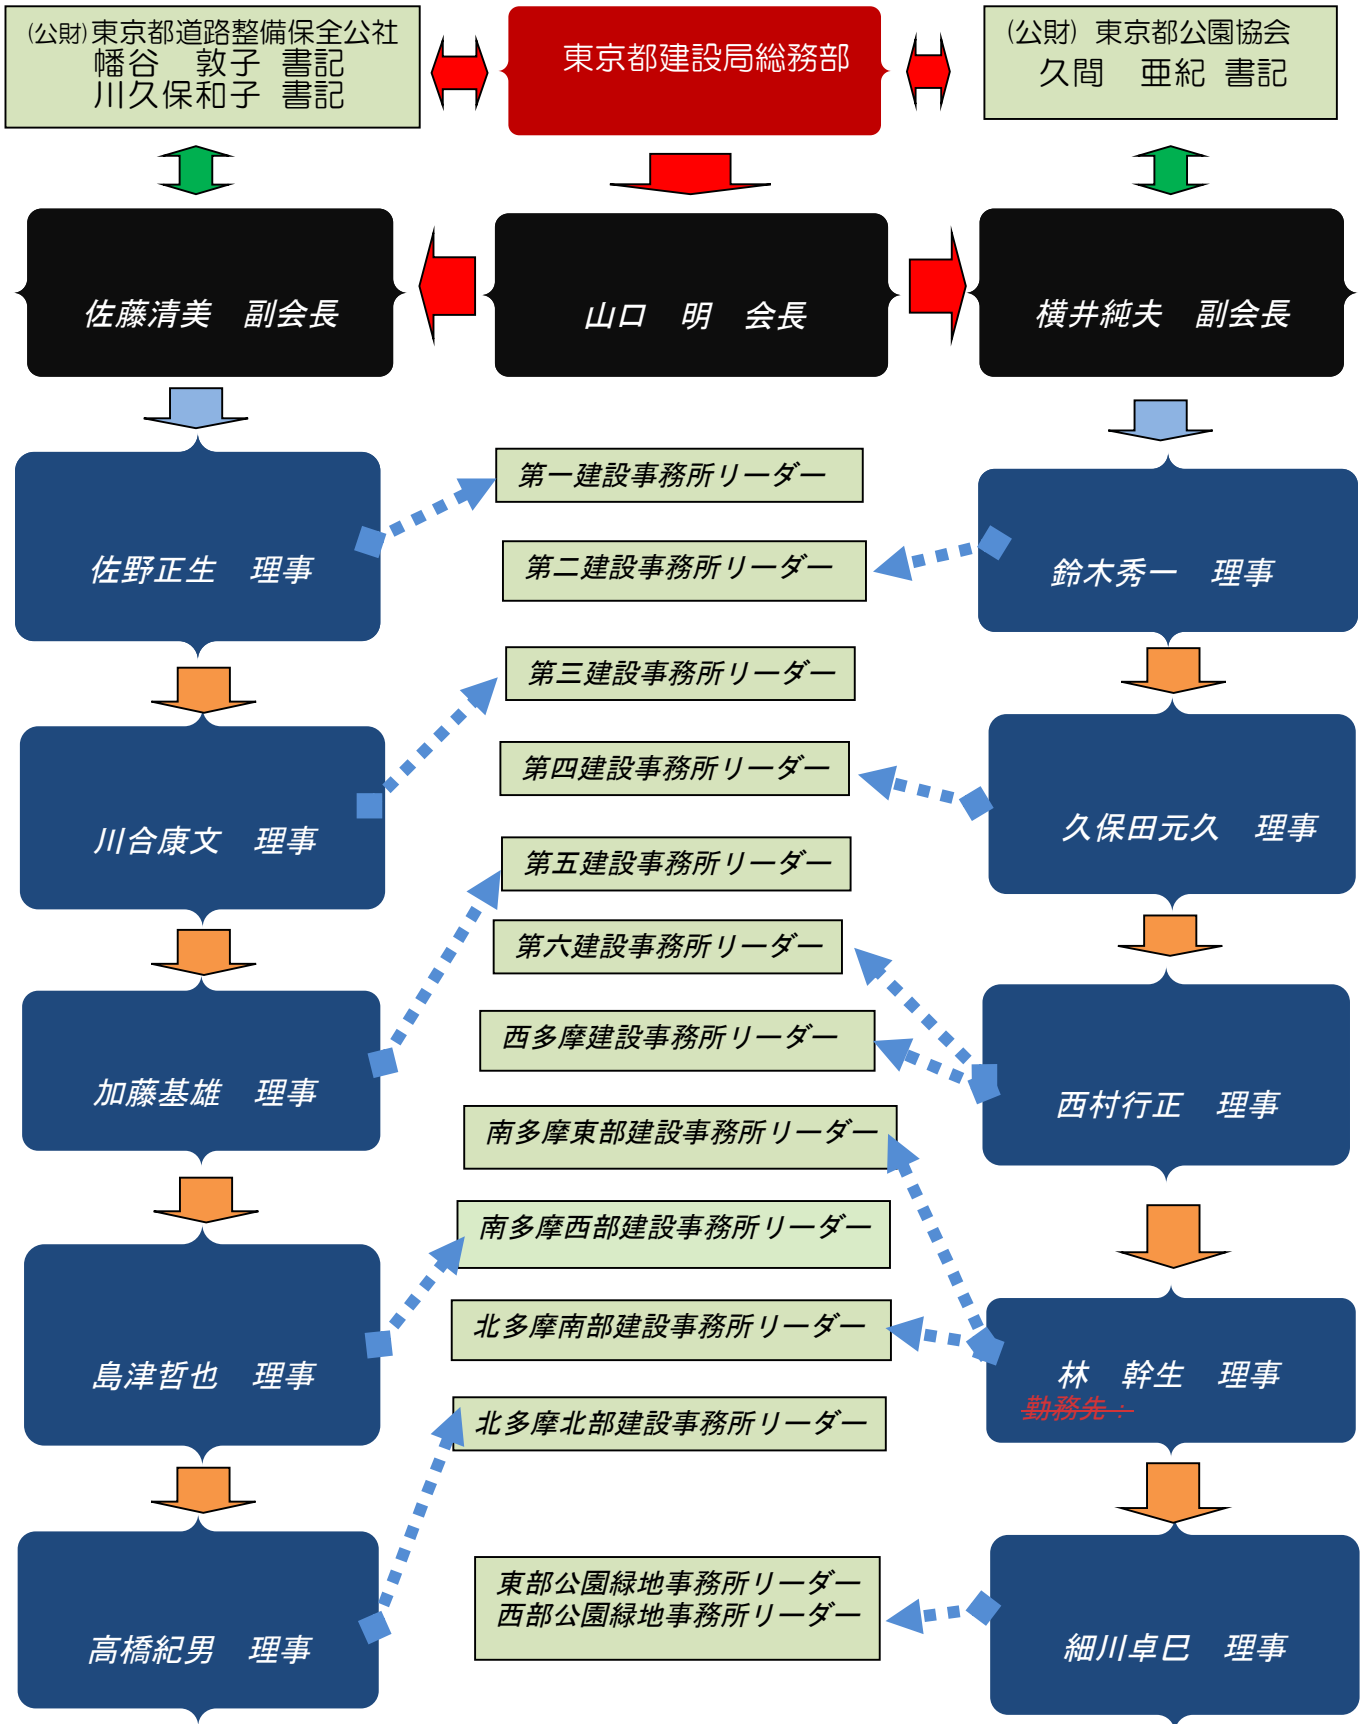 (公財)東京都道路整備保全公社
幡谷　敦子 書記
川久保和子 書記
東京都建設局総務部
(公財) 東京都公園協会
久間　亜紀 書記
佐藤清美　副会長
山口　明　会長
横井純夫　副会長
第一建設事務所リーダー
佐野正生　理事
第二建設事務所リーダー
鈴木秀一　理事
第三建設事務所リーダー
第四建設事務所リーダー
川合康文　理事
久保田元久　理事
第五建設事務所リーダー
第六建設事務所リーダー
西多摩建設事務所リーダー
加藤基雄　理事
西村行正　理事
南多摩東部建設事務所リーダー
南多摩西部建設事務所リーダー
北多摩南部建設事務所リーダー
島津哲也　理事
林　幹生　理事
勤務先：
北多摩北部建設事務所リーダー
東部公園緑地事務所リーダー
西部公園緑地事務所リーダー
高橋紀男　理事
細川卓巳　理事